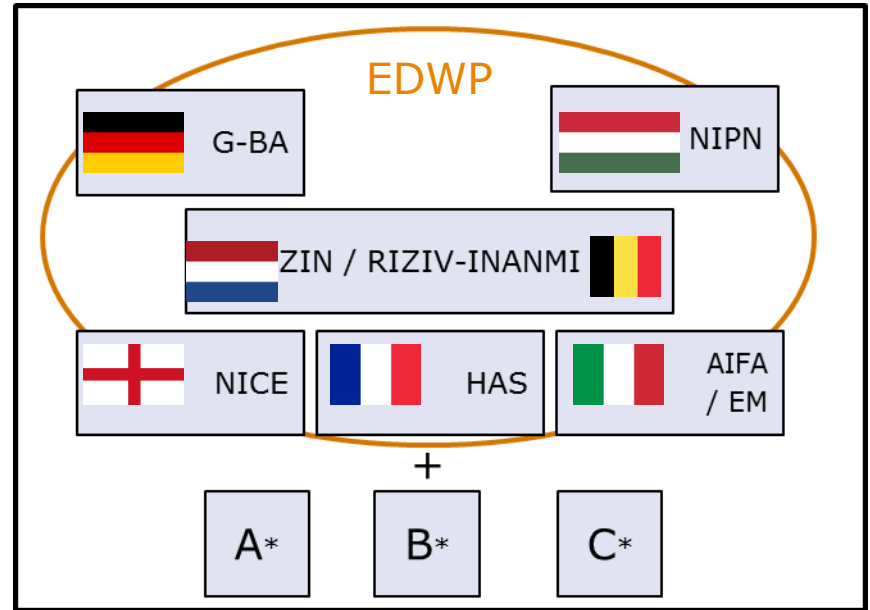 EDWP
G-BA
NIPN
ZIN / RIZIV-INANMI
NICE
HAS
AIFA
/ EM
+
A*
B*
C*